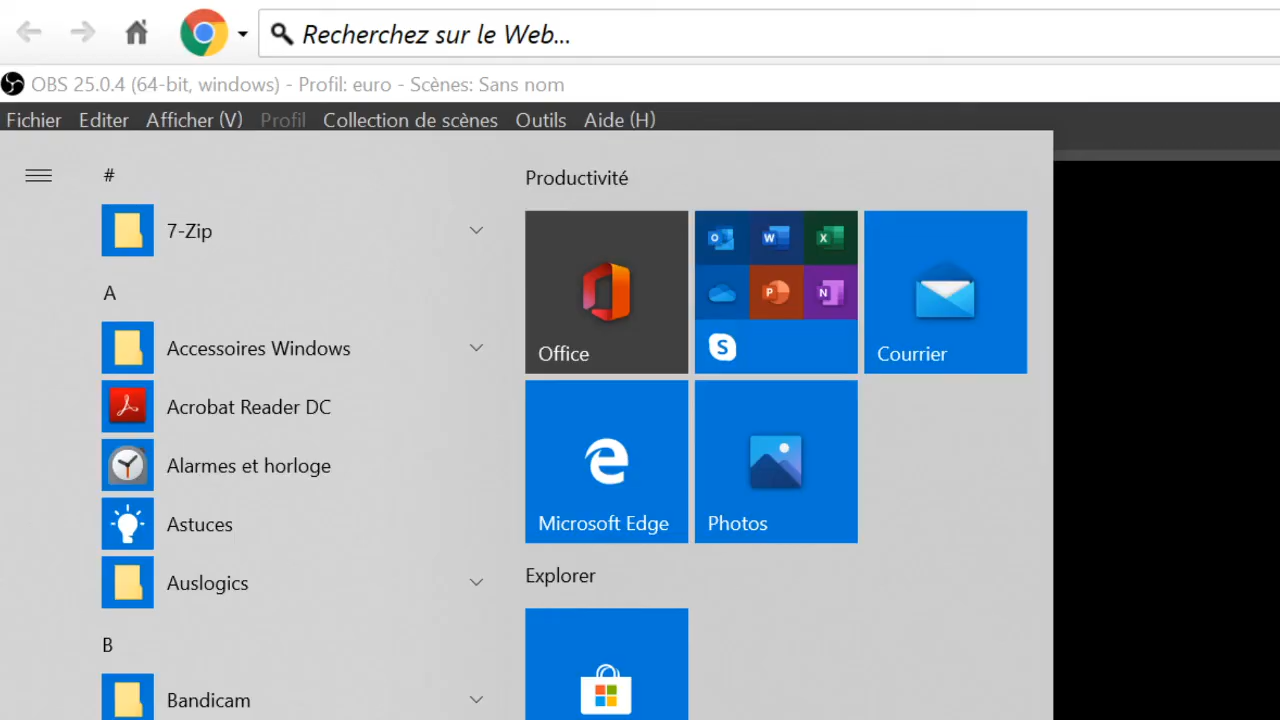 Recherchez sur le Web...
OBS 25.0.4 (64-bit, windows) - Profil: euro - Scènes: Sans nom
Fichier Editer Afficher (V) Profil Collection de scènes Outils Aide (H)
#
7-Zip
A
Accessoires Windows
Acrobat Reader DC
Alarmes et horloge
Astuces
Auslogics
B
Bandicam
Productivité
Office
Courrier
Microsoft Edge
Photos
Explorer